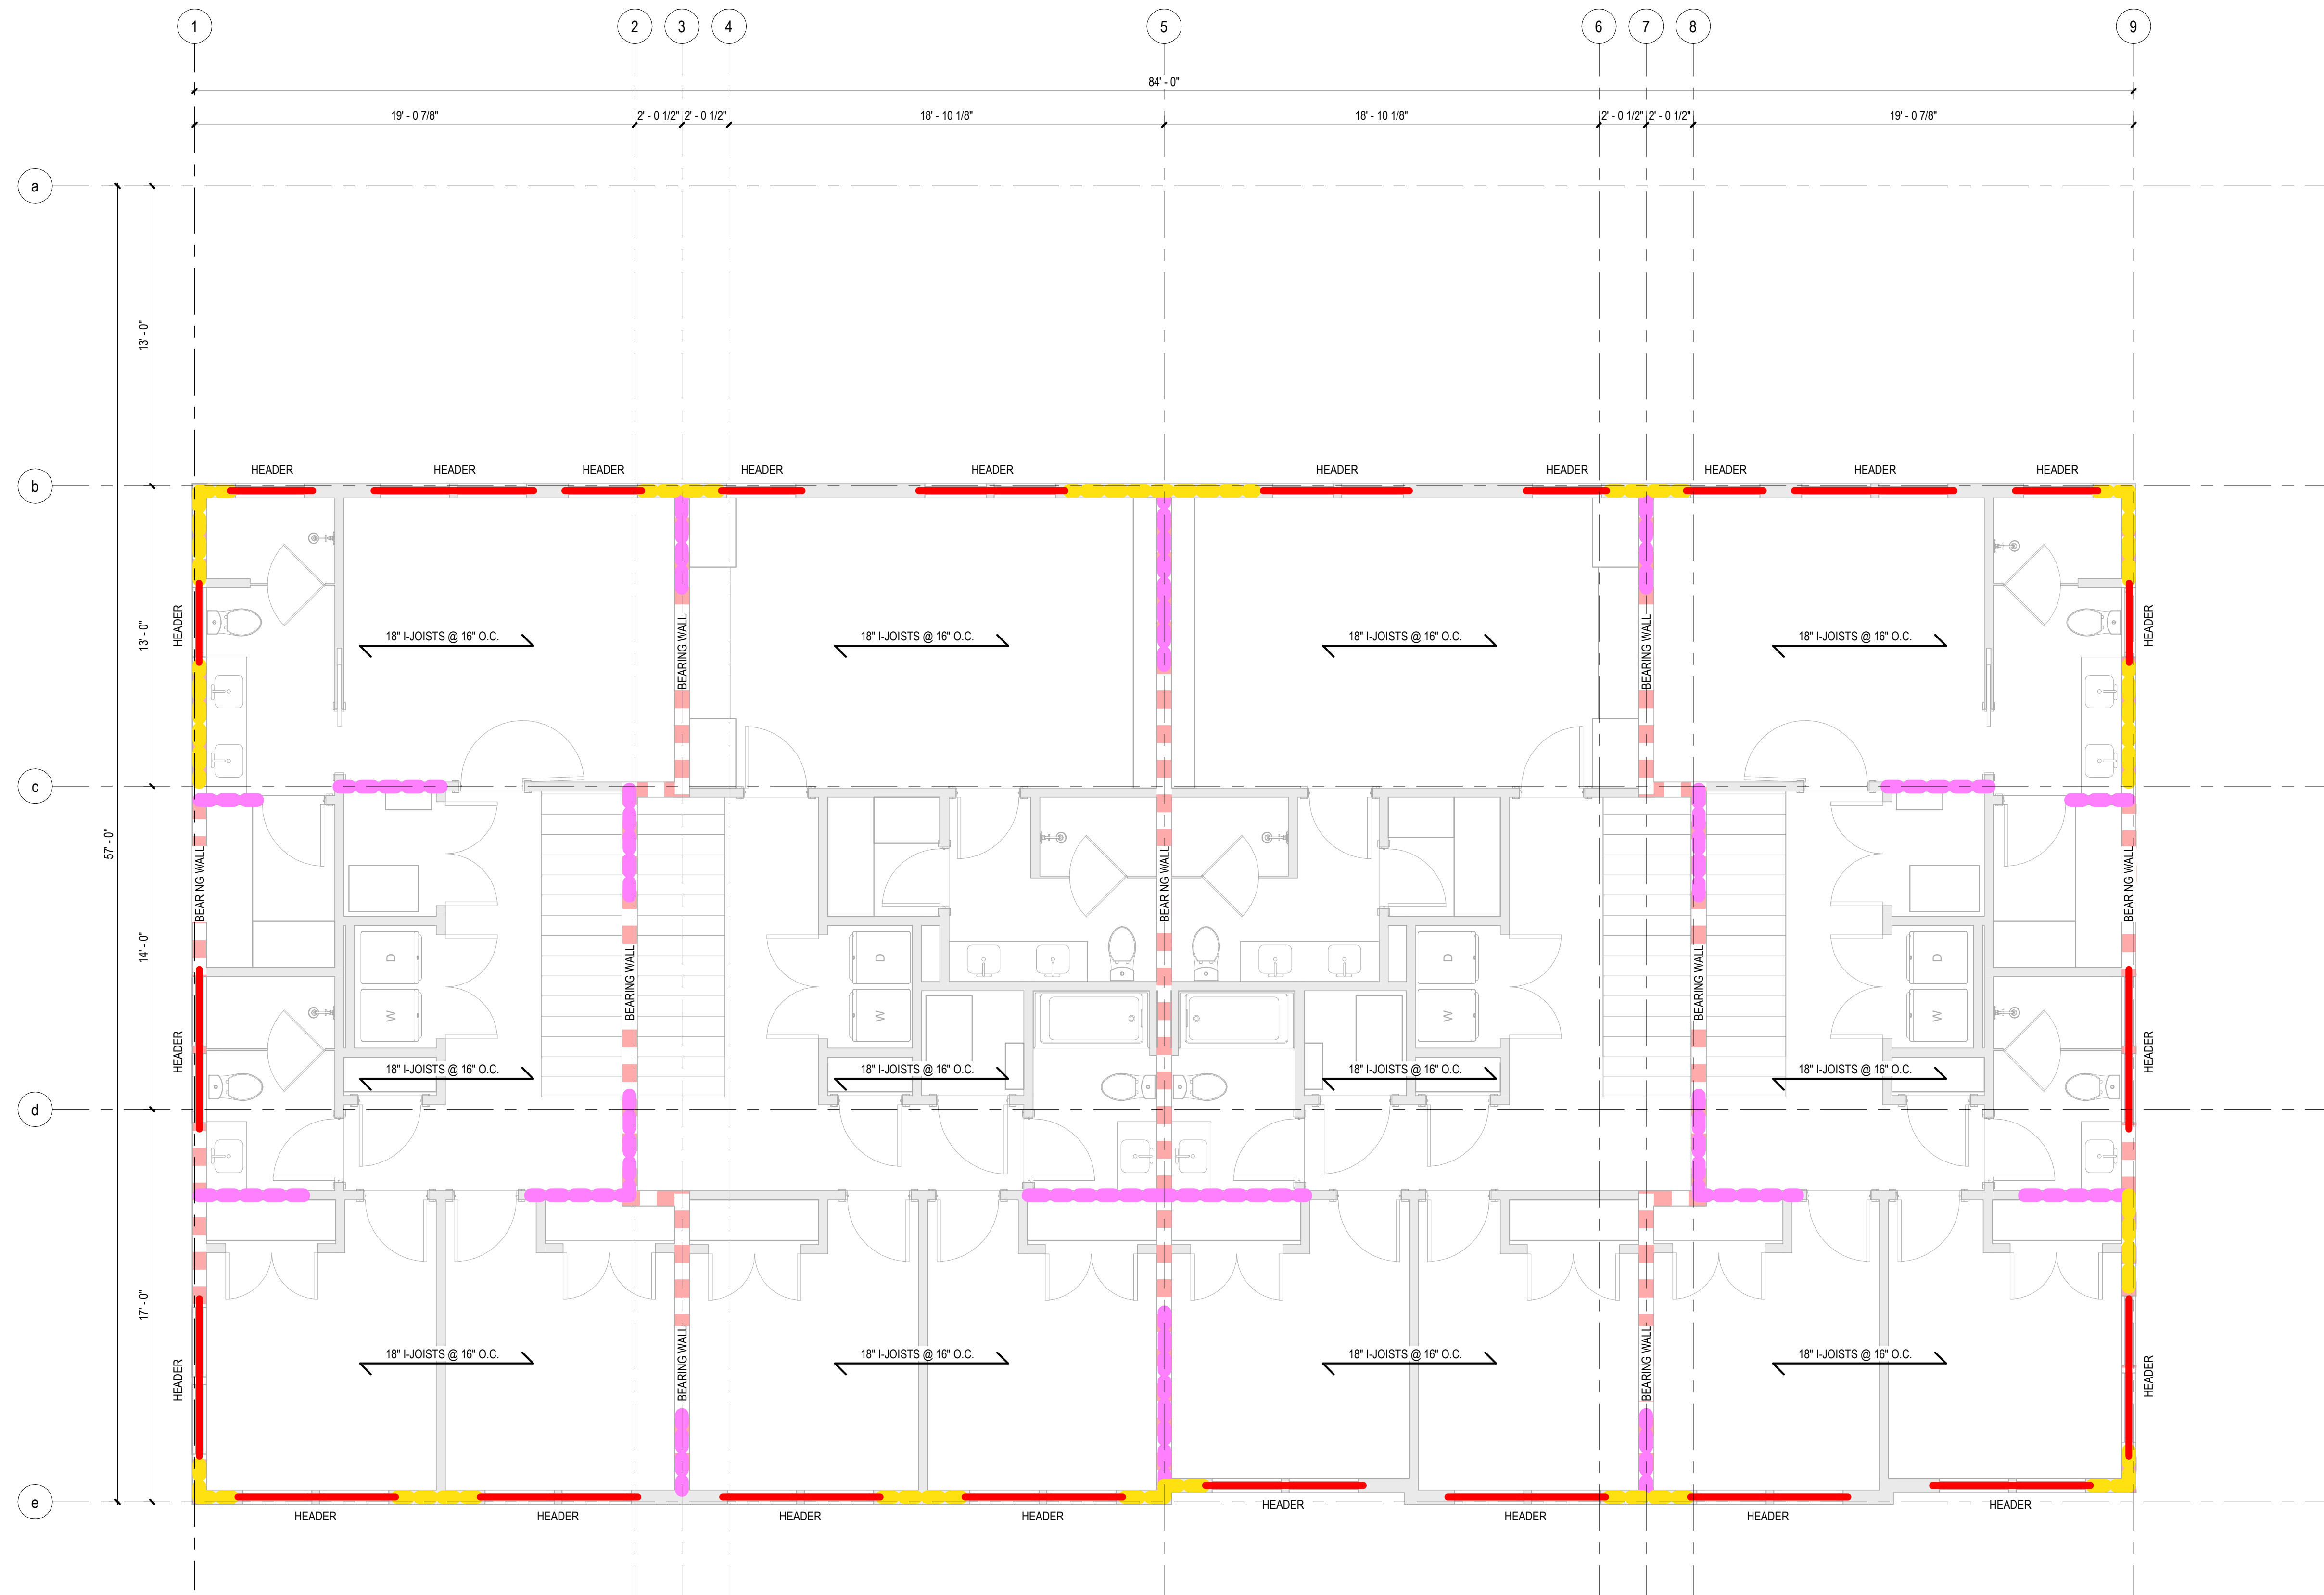 1 2 3 4 5 6 7 8 9
84' - 0"
19' - 0 7/8" 2' - 0 1/2" 2' - 0 1/2" 18' - 10 1/8" 18' - 10 1/8" 2' - 0 1/2" 2' - 0 1/2" 19' - 0 7/8"
a
13' - 0"
HEADER HEADER HEADER HEADER HEADER HEADER HEADER HEADER HEADER HEADER
b
HEADER
HEADER
13' - 0"
18" I-JOISTS @ 16" O.C. 18" I-JOISTS @ 16" O.C. 18" I-JOISTS @ 16" O.C. 18" I-JOISTS @ 16" O.C.
BEARING WALL
BEARING WALL
c
57' - 0"
BEARING WALL
BEARING WALL
BEARING WALL
14' - 0"
BEARING WALL
BEARING WALL
D D D D
W W W W
HEADER
HEADER
18" I-JOISTS @ 16" O.C. 18" I-JOISTS @ 16" O.C. 18" I-JOISTS @ 16" O.C. 18" I-JOISTS @ 16" O.C.
d
17' - 0"
18" I-JOISTS @ 16" O.C. 18" I-JOISTS @ 16" O.C. 18" I-JOISTS @ 16" O.C. 18" I-JOISTS @ 16" O.C.
HEADER
BEARING WALL
BEARING WALL
HEADER
e
HEADER HEADER HEADER HEADER HEADER HEADER HEADER HEADER